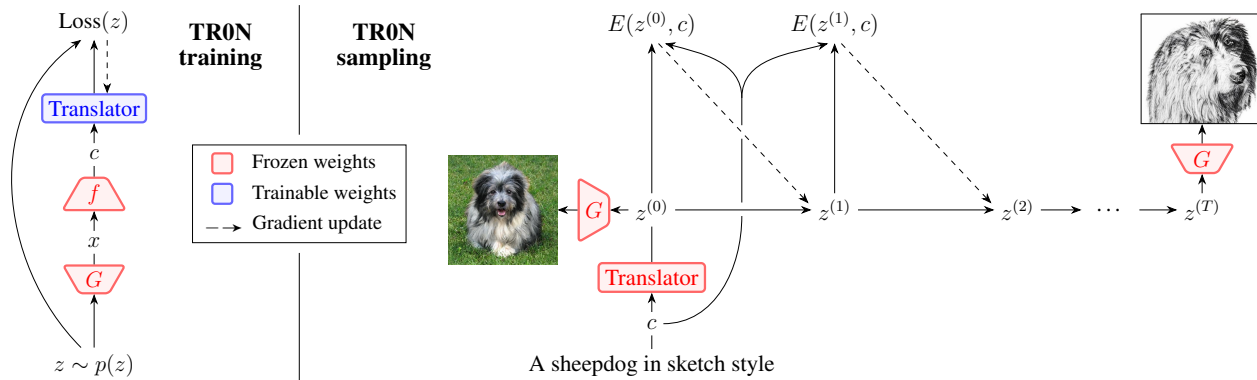 Loss(z)
TR0N
training
Translator
c
f
x
G
z ∼ p(z)
TR0N
sampling
Frozen weights
Trainable weights
Gradient update
E(z^{(0)}, c)
E(z^{(1)}, c)
G
z^{(0)}
z^{(1)}
z^{(2)}
···
z^{(T)}
G
Translator
c
A sheepdog in sketch style